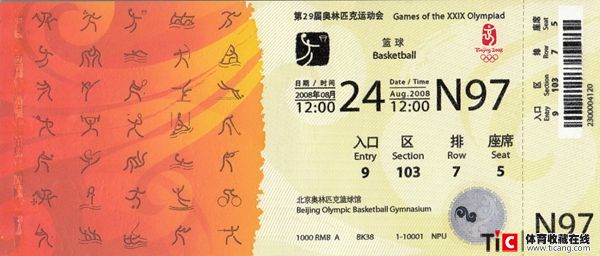 第29届奥林匹克运动会 Games of the XXIX Olympiad
篮球
Basketball
Beijing 2008
日期 / 时间 Date / Time
2008年08月 24 Aug.2008 N97
12:00 12:00
入口 区 排 座席
Entry Section Row Seat
9 103 7 5
北京奥林匹克篮球馆
Beijing Olympic Basketball Gymnasium
1000 RMB A BK38 1-10001 NPU
座席 Seat 5
排 Row 7
区 Section 103
入口 Entry 9
2300004120
N97
TiC 体育收藏在线
www.ticang.com